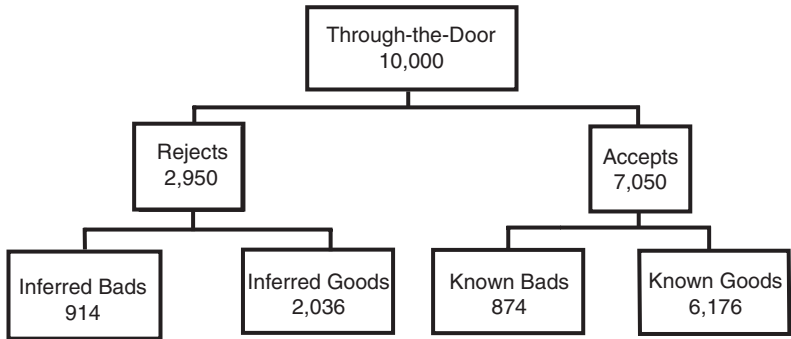 Through-the-Door
10,000
Rejects
2,950
Accepts
7,050
Inferred Bads
914
Inferred Goods
2,036
Known Bads
874
Known Goods
6,176